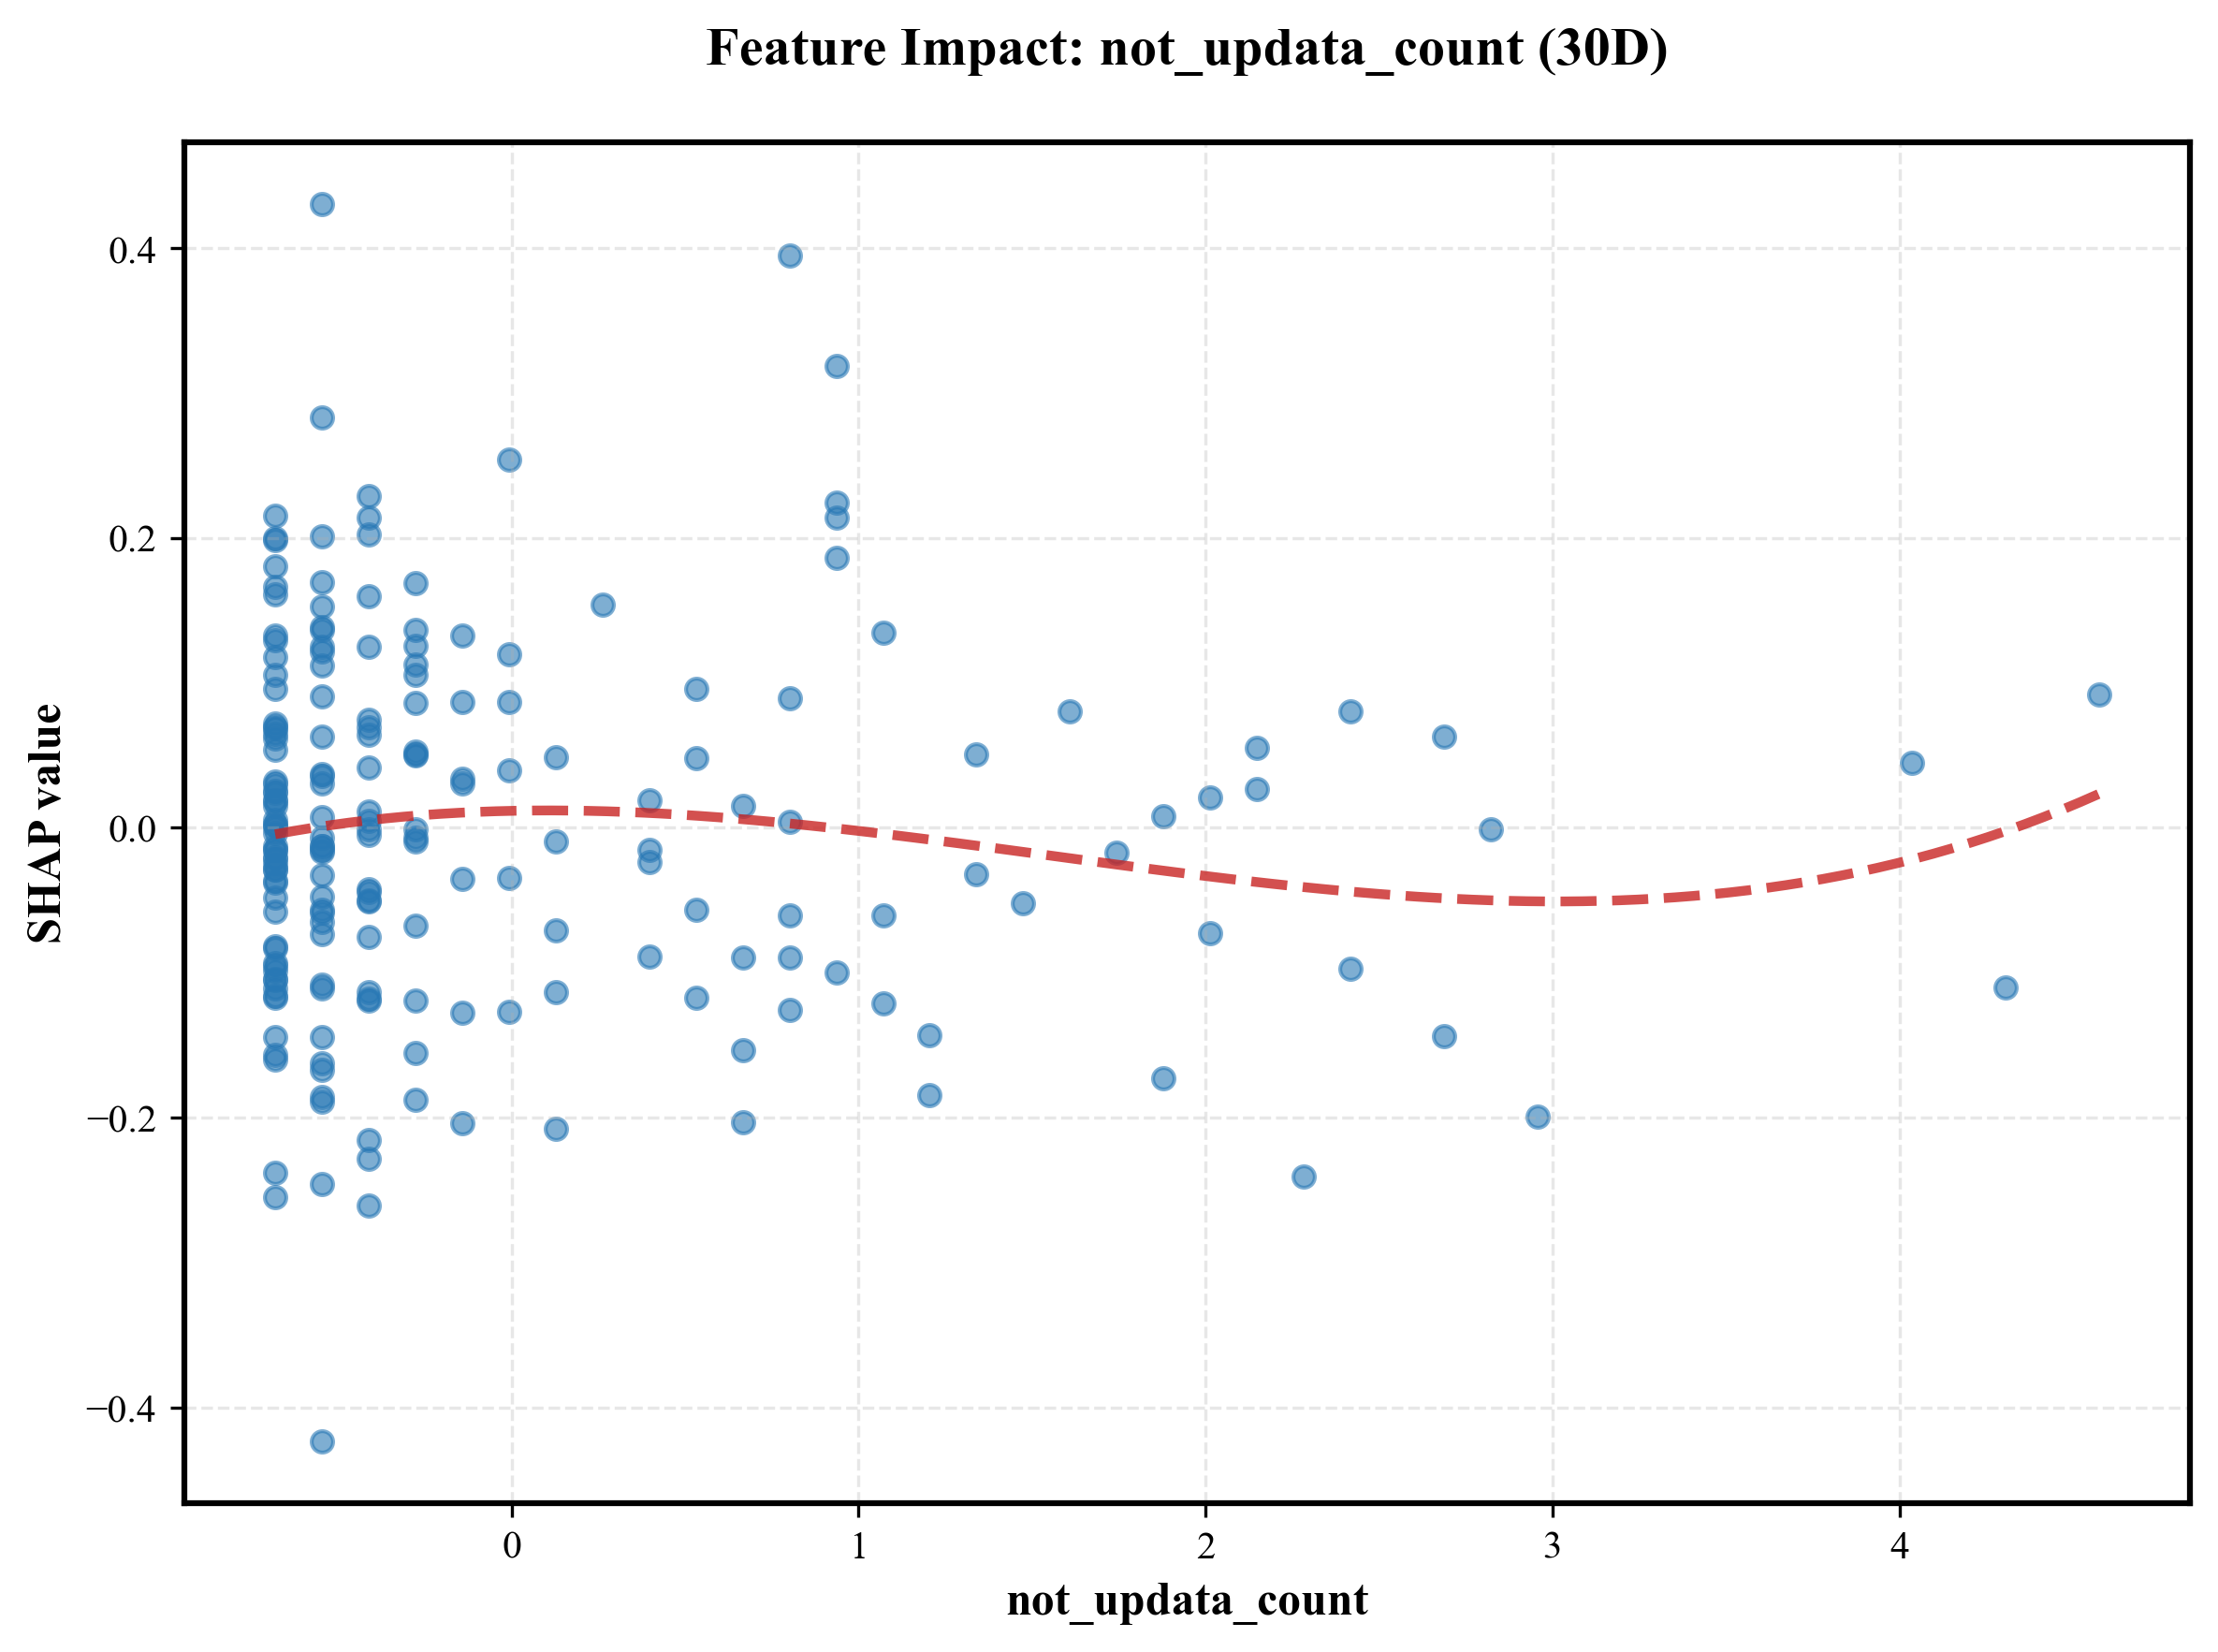 Feature Impact: not_updata_count (30D)
SHAP value
0.4
0.2
0.0
−0.2
−0.4
0 1 2 3 4
not_updata_count